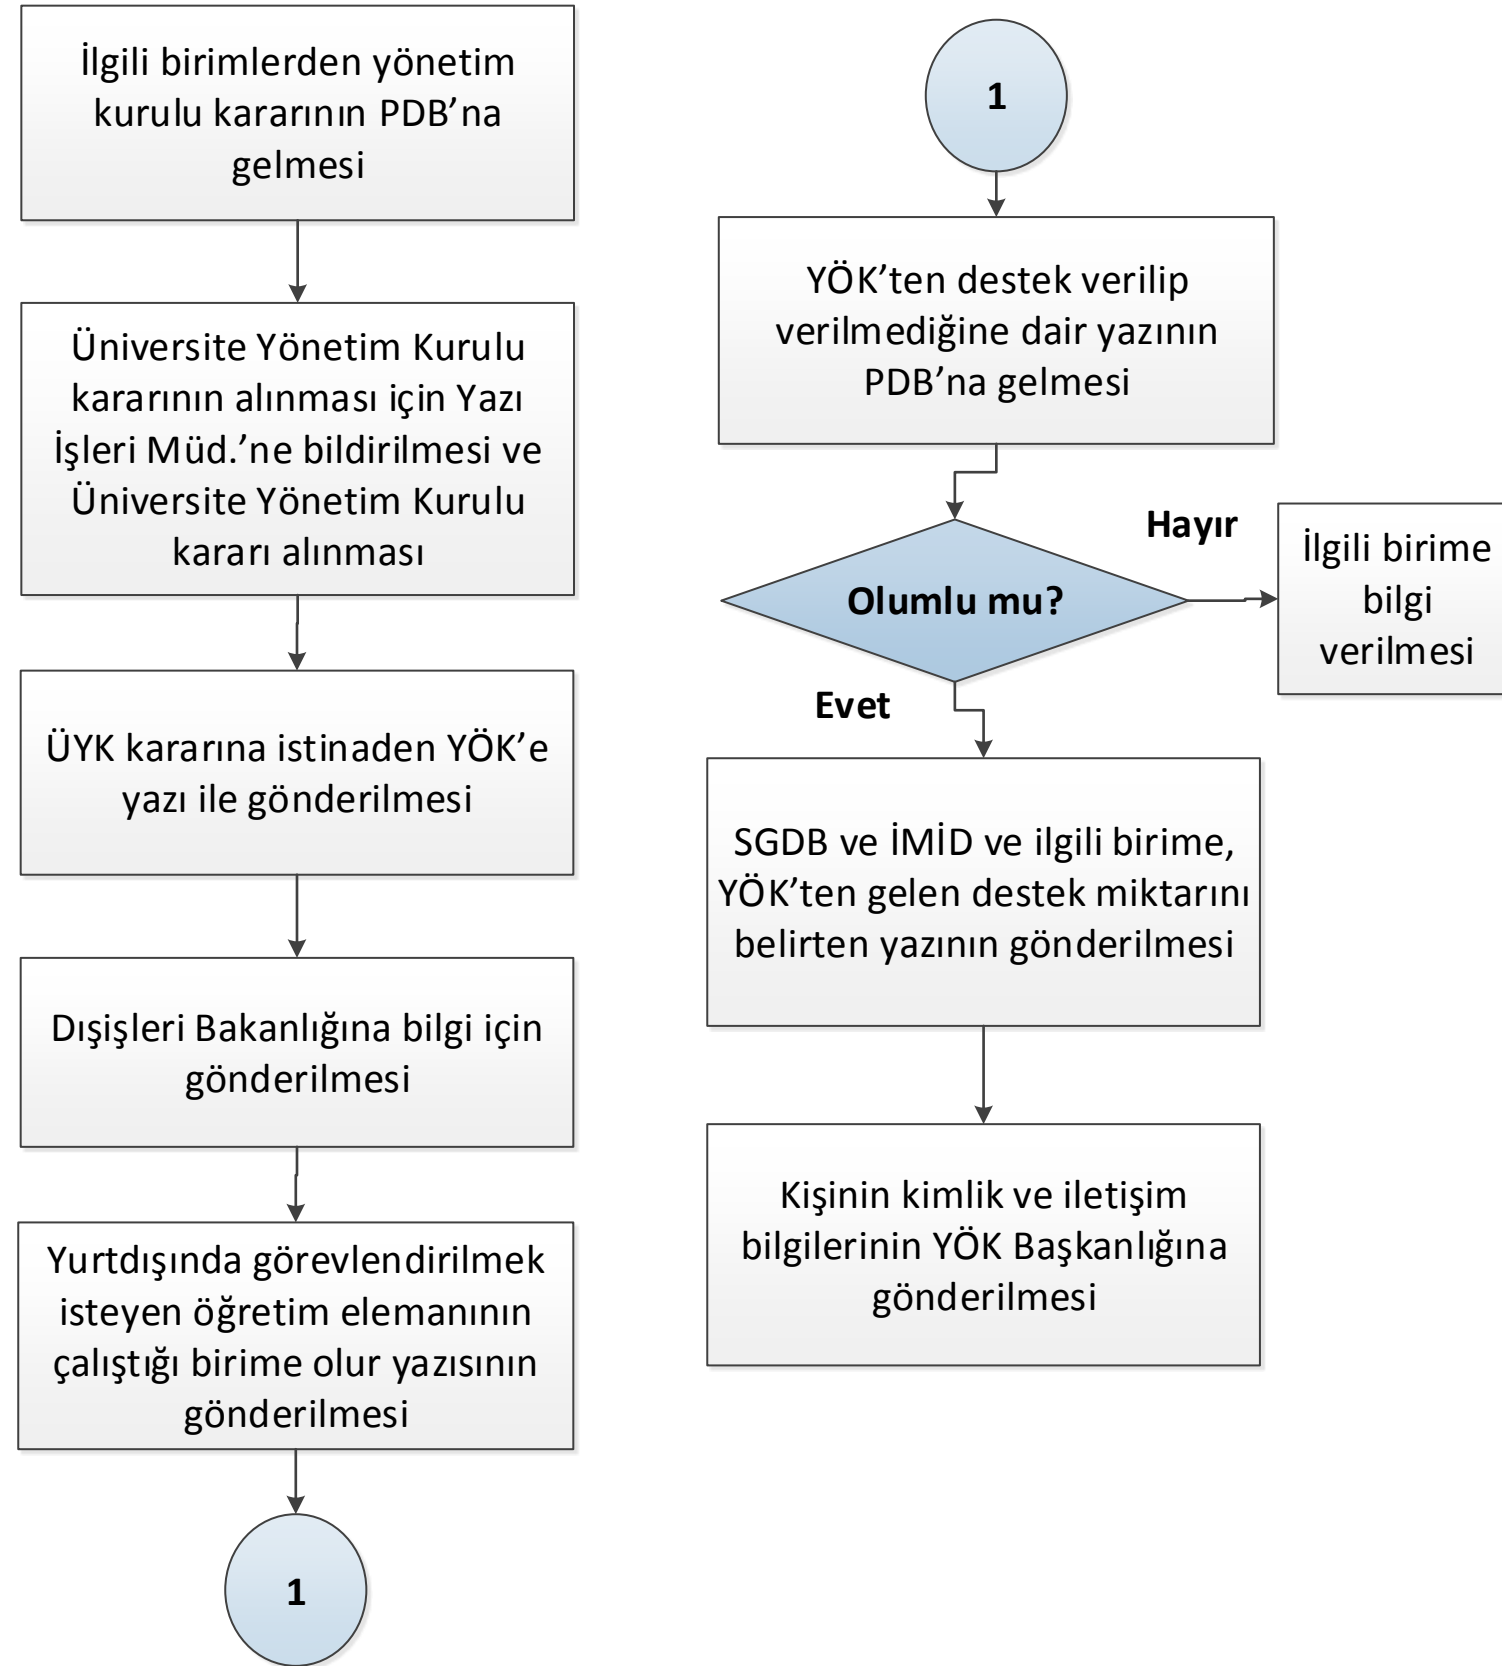 İlgili birimlerden yönetim
kurulu kararının PDB’na
gelmesi
Üniversite Yönetim Kurulu
kararının alınması için Yazı
İşleri Müd.’ne bildirilmesi ve
Üniversite Yönetim Kurulu
kararı alınması
ÜYK kararına istinaden YÖK’e
yazı ile gönderilmesi
Dışişleri Bakanlığına bilgi için
gönderilmesi
Yurtdışında görevlendirilmek
isteyen öğretim elemanının
çalıştığı birime olur yazısının
gönderilmesi
1
1
YÖK’ten destek verilip
verilmediğine dair yazının
PDB’na gelmesi
Olumlu mu?
Hayır
İlgili birime
bilgi
verilmesi
Evet
SGDB ve İMİD ve ilgili birime,
YÖK’ten gelen destek miktarını
belirten yazının gönderilmesi
Kişinin kimlik ve iletişim
bilgilerinin YÖK Başkanlığına
gönderilmesi